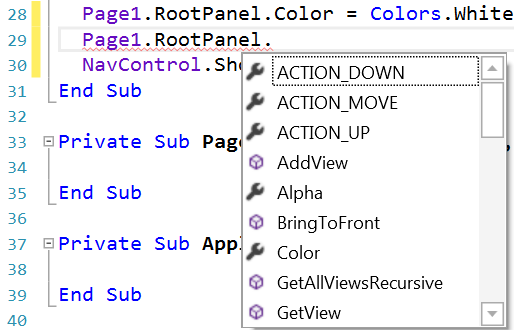 28 Page1.RootPanel.Color = Colors.White
29 Page1.RootPanel.
30 NavControl.Sho
31 End Sub
32
33 Private Sub Page ,
34
35 End Sub
36
37 Private Sub Appl
38
39 End Sub
40
ACTION_DOWN
ACTION_MOVE
ACTION_UP
AddView
Alpha
BringToFront
Color
GetAllViewsRecursive
GetView